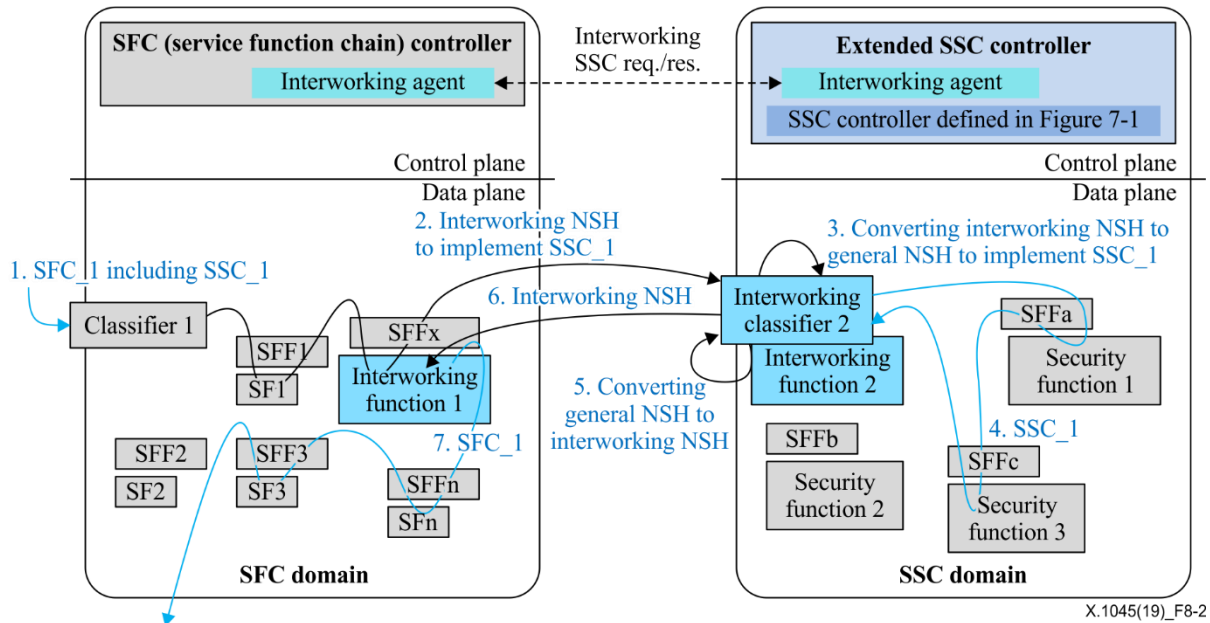 SFC (service function chain) controller
Interworking agent
Interworking
SSC req./res.
Extended SSC controller
Interworking agent
SSC controller defined in Figure 7-1
Control plane
Data plane
Control plane
Data plane
1. SFC_1 including SSC_1
2. Interworking NSH
to implement SSC_1
3. Converting interworking NSH to
general NSH to implement SSC_1
6. Interworking NSH
Classifier 1
SFF1
SF1
SFFx
Interworking
function 1
Interworking
classifier 2
Interworking
function 2
SFFa
Security
function 1
5. Converting
general NSH to
interworking NSH
7. SFC_1
4. SSC_1
SFF2
SF2
SFF3
SF3
SFFn
SFn
SFFb
Security
function 2
SFFc
Security
function 3
SFC domain
SSC domain
X.1045(19)_F8-2